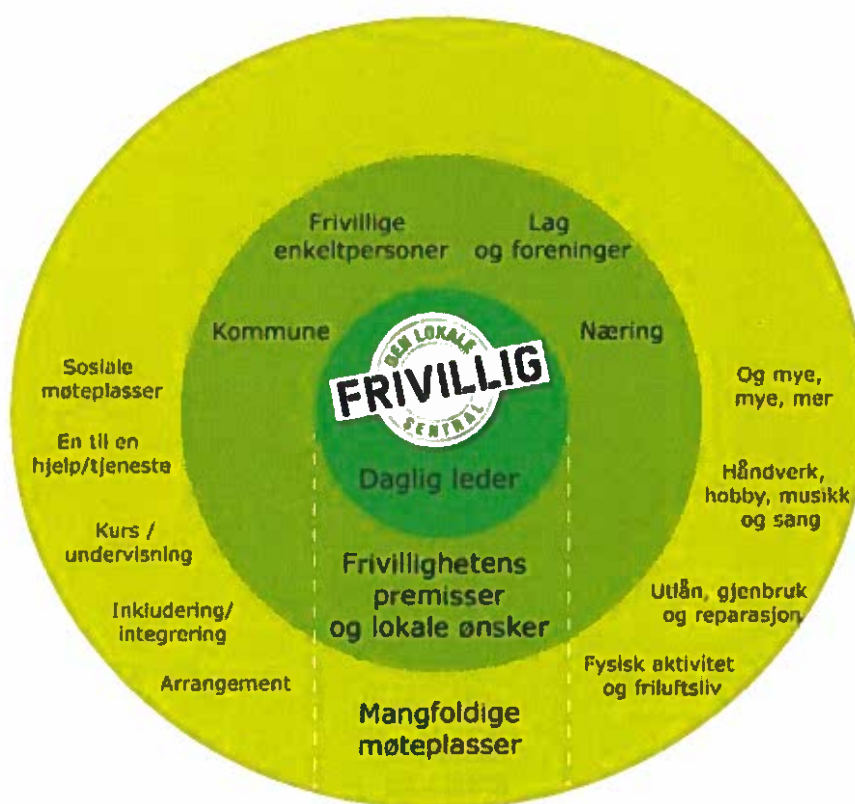 Frivillige
enkeltpersoner
Lag
og foreninger
Kommune
Næring
DEN LOKALE
FRIVILLIG
SENTRAL
Daglig leder
Frivillighetens
premisser
og lokale ønsker
Mangfoldige
møteplasser
Sosiale
møteplasser
En til en
hjelp/tjeneste
Kurs /
undervisning
Inkludering/
integrering
Arrangement
Og mye,
mye, mer
Håndverk,
hobby, musikk
og sang
Utlån, gjenbruk
og reparasjon
Fysisk aktivitet
og friluftsliv